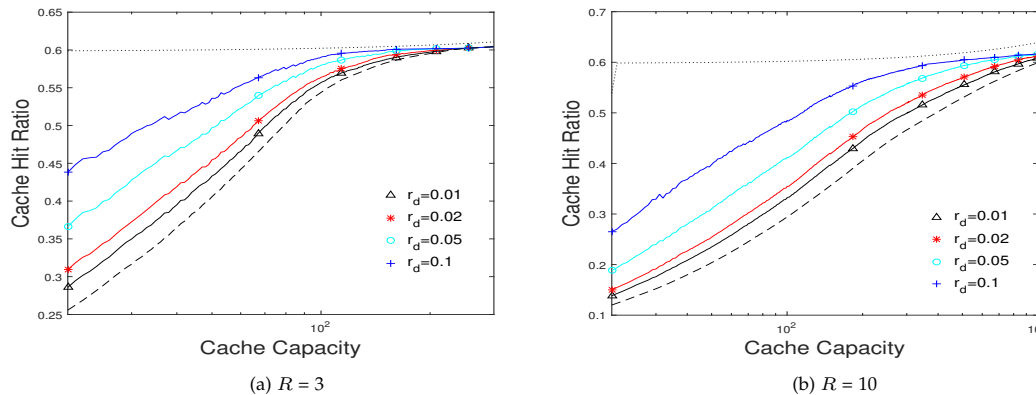 0.65
0.6
0.55
0.5
0.45
0.4
0.35
0.3
0.25
Cache Hit Ratio
10²
Cache Capacity
r_d=0.01
r_d=0.02
r_d=0.05
r_d=0.1
(a) R = 3
0.7
0.6
0.5
0.4
0.3
0.2
0.1
Cache Hit Ratio
10²
10
Cache Capacity
r_d=0.01
r_d=0.02
r_d=0.05
r_d=0.1
(b) R = 10